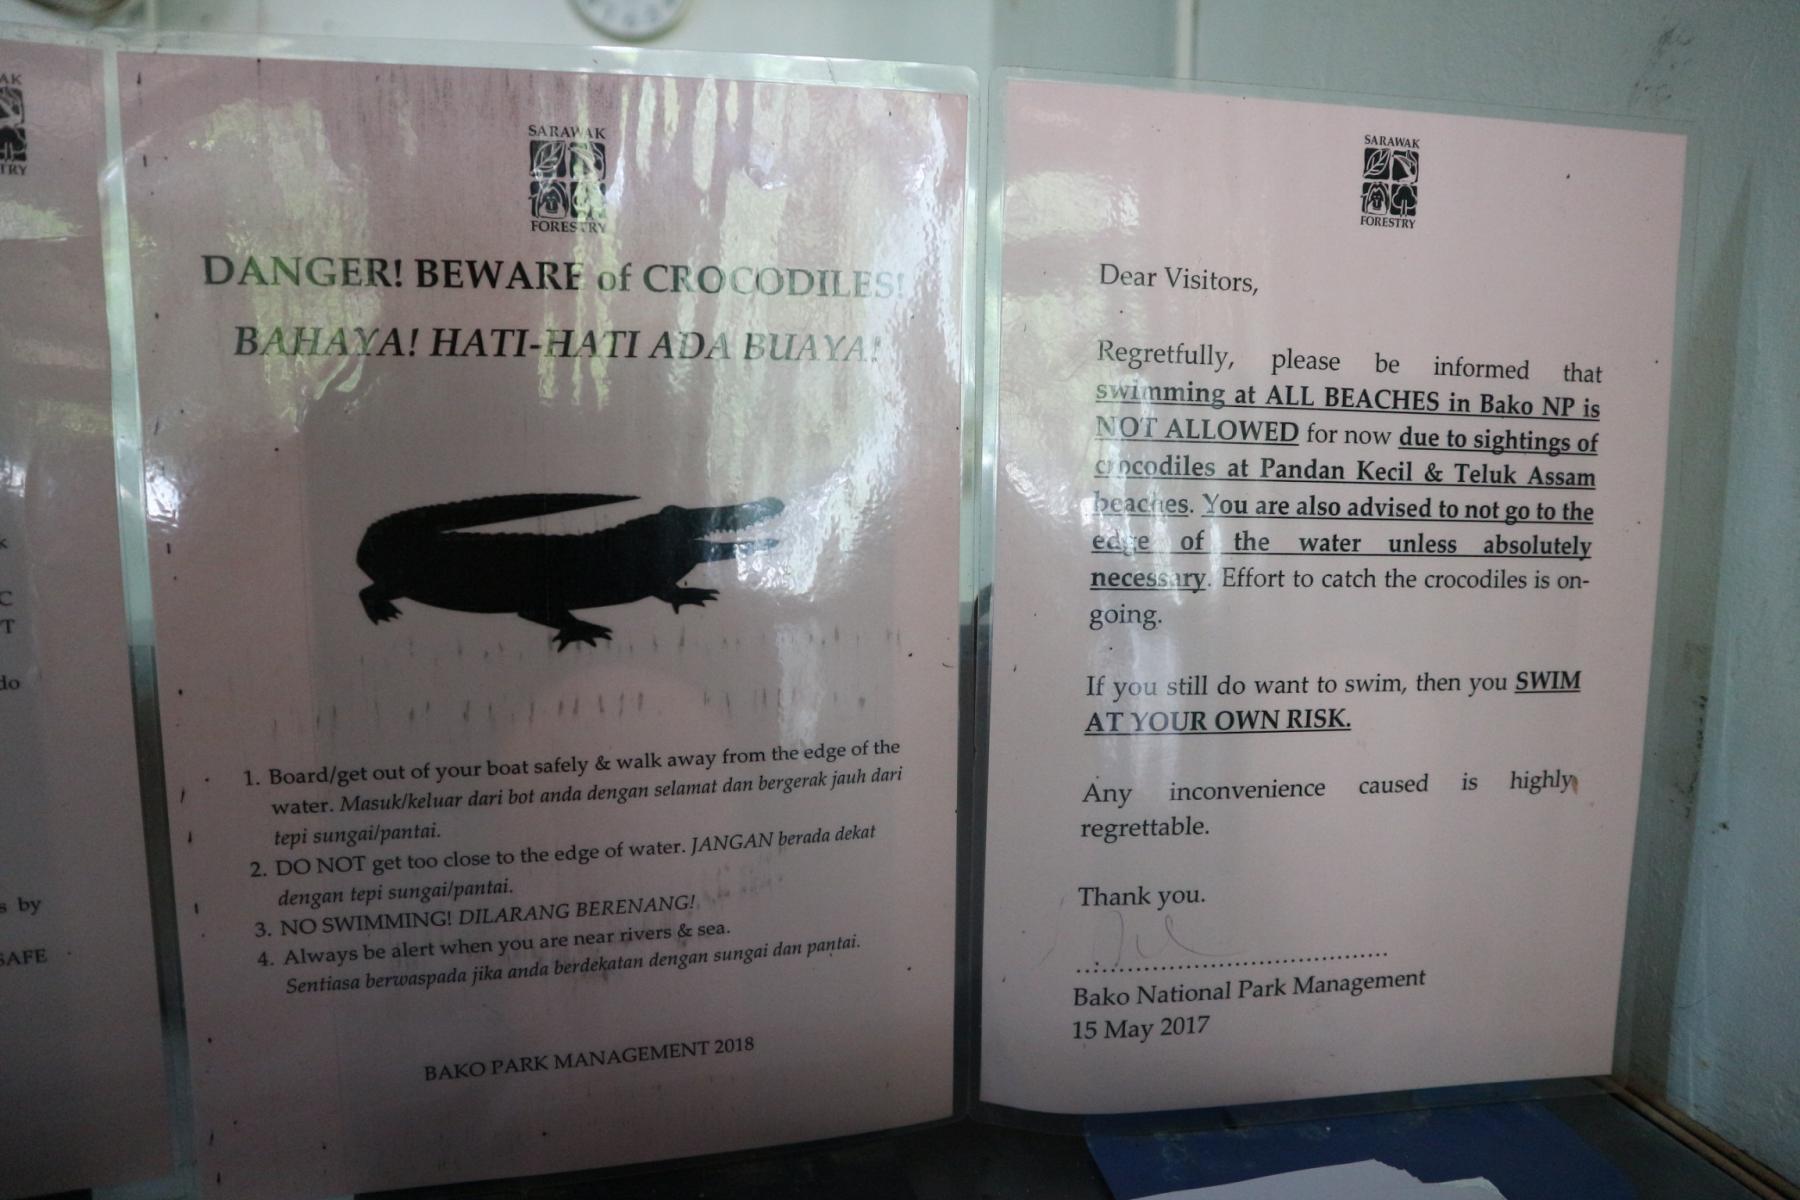 AK
TRY
k
C
T
do
s by
SAFE
SARAWAK
FORESTRY
DANGER! BEWARE of CROCODILES!
BAHAYA! HATI-HATI ADA BUAYA!
1. Board/get out of your boat safely & walk away from the edge of the
water. Masuk/keluar dari bot anda dengan selamat dan bergerak jauh dari
tepi sungai/pantai.
2. DO NOT get too close to the edge of water. JANGAN berada dekat
dengan tepi sungai/pantai.
3. NO SWIMMING! DILARANG BERENANG!
4. Always be alert when you are near rivers & sea.
Sentiasa berwaspada jika anda berdekatan dengan sungai dan pantai.
BAKO PARK MANAGEMENT 2018
SARAWAK
FORESTRY
Dear Visitors,
Regretfully, please be informed that
swimming at ALL BEACHES in Bako NP is
NOT ALLOWED for now due to sightings of
crocodiles at Pandan Kecil & Teluk Assam
beaches. You are also advised to not go to the
edge of the water unless absolutely
necessary. Effort to catch the crocodiles is on-
going.
If you still do want to swim, then you SWIM
AT YOUR OWN RISK.
Any inconvenience caused is highly
regrettable.
Thank you.
Bako National Park Management
15 May 2017